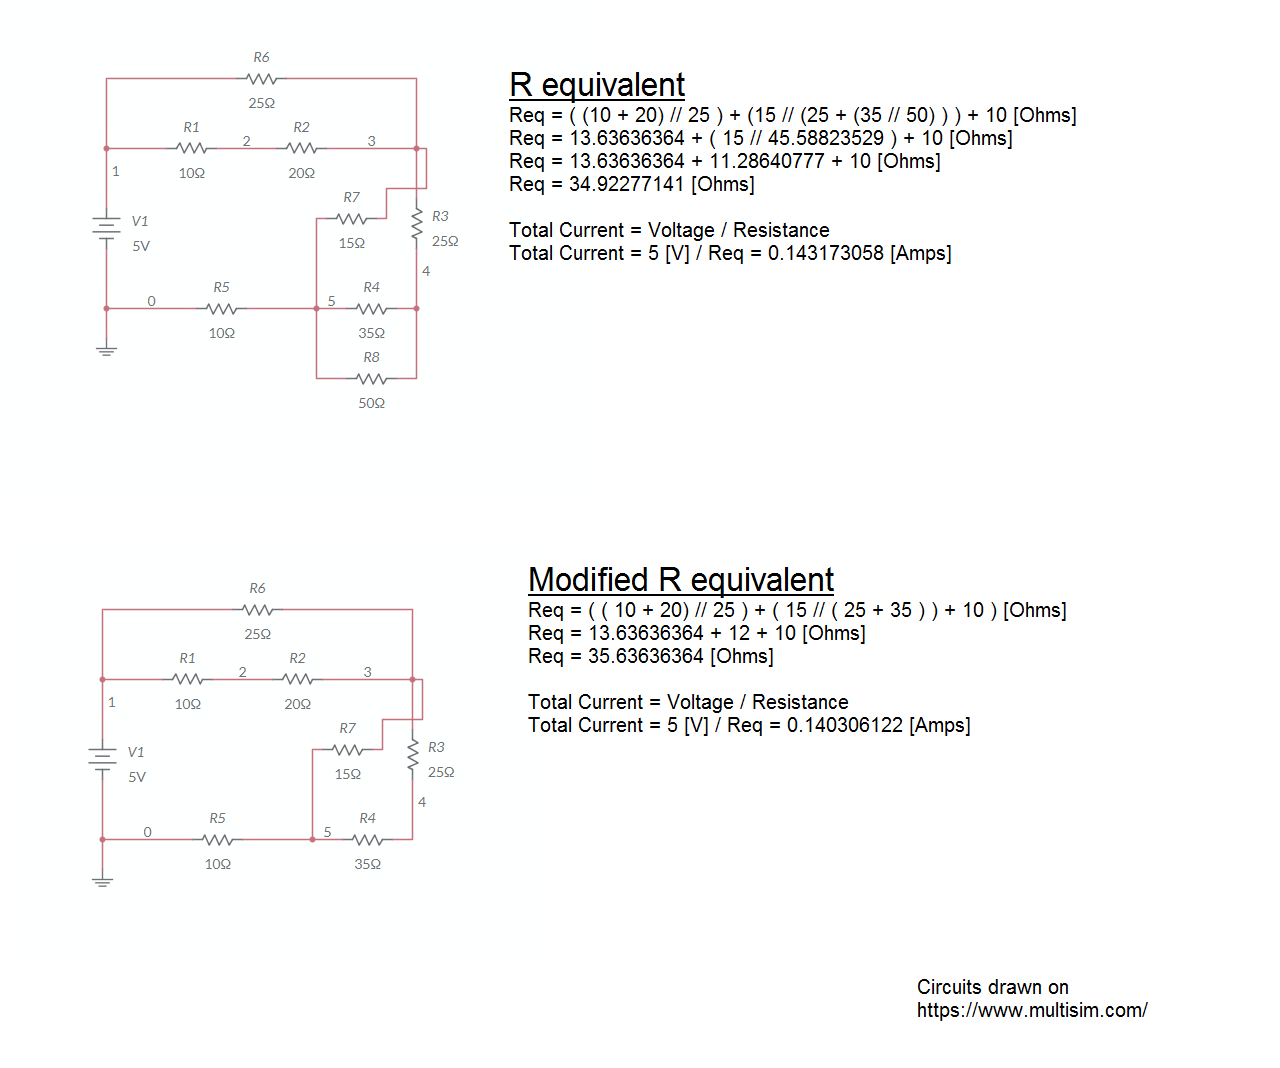 R6
25Ω
R1
2
R2
3
10Ω
20Ω
1
R7
15Ω
R3
25Ω
V1
5V
4
0
R5
10Ω
5
R4
35Ω
R8
50Ω
R equivalent
Req = ( (10 + 20) // 25 ) + (15 // (25 + (35 // 50) ) ) + 10 [Ohms]
Req = 13.63636364 + ( 15 // 45.58823529 ) + 10 [Ohms]
Req = 13.63636364 + 11.28640777 + 10 [Ohms]
Req = 34.92277141 [Ohms]
Total Current = Voltage / Resistance
Total Current = 5 [V] / Req = 0.143173058 [Amps]
R6
25Ω
R1
2
R2
3
10Ω
20Ω
1
R7
15Ω
R3
25Ω
V1
5V
4
0
R5
10Ω
5
R4
35Ω
Modified R equivalent
Req = ( ( 10 + 20) // 25 ) + ( 15 // ( 25 + 35 ) ) + 10 ) [Ohms]
Req = 13.63636364 + 12 + 10 [Ohms]
Req = 35.63636364 [Ohms]
Total Current = Voltage / Resistance
Total Current = 5 [V] / Req = 0.140306122 [Amps]
Circuits drawn on
https://www.multisim.com/